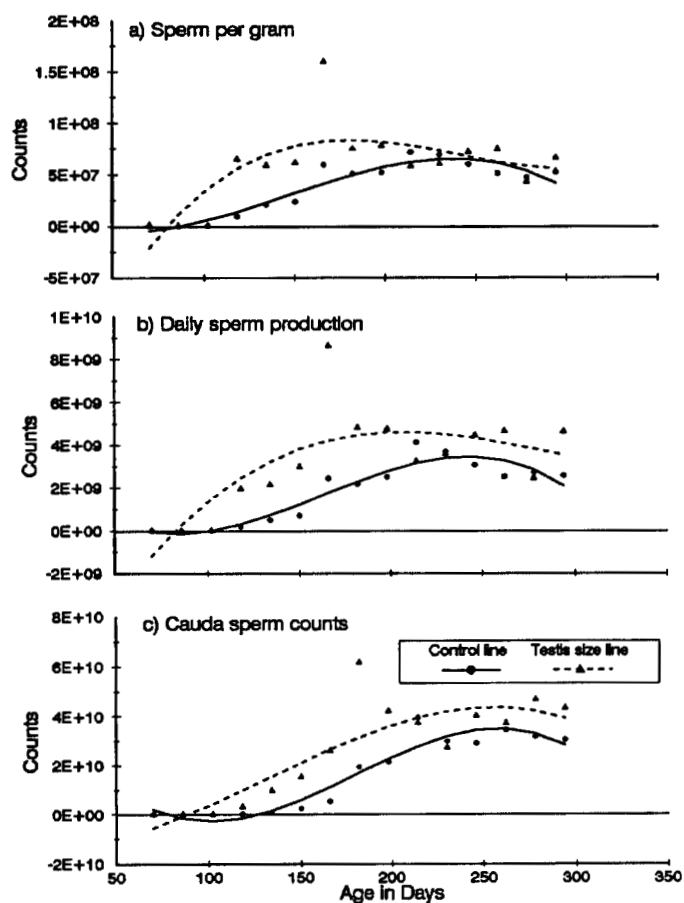 a) Sperm per gram
2E+08
1.5E+08
1E+08
5E+07
0E+00
-5E+07
Counts
b) Daily sperm production
1E+10
8E+09
6E+09
4E+09
2E+09
0E+00
-2E+09
Counts
c) Cauda sperm counts
8E+10
6E+10
4E+10
2E+10
0E+00
-2E+10
Counts
Control line Testis size line
50 100 150 200 250 300 350
Age in Days